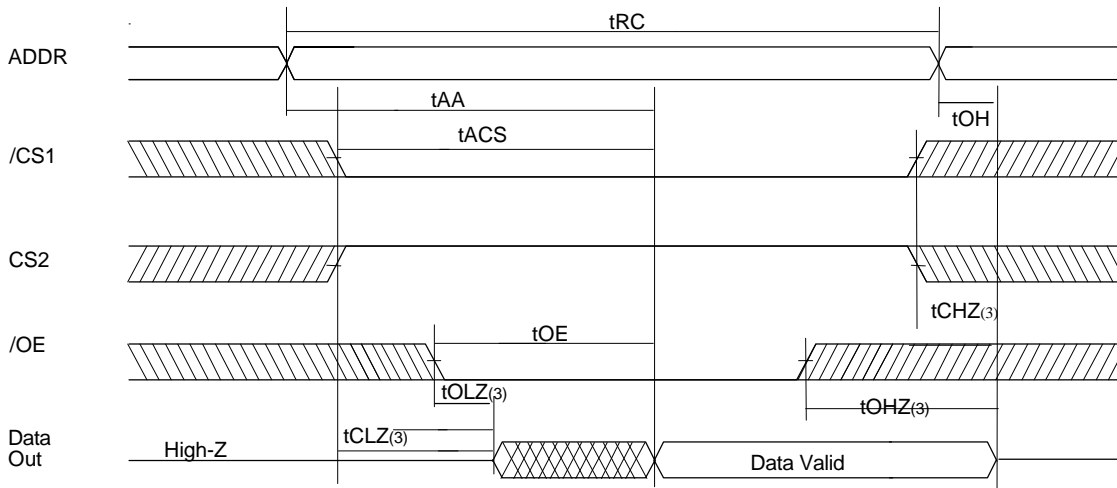 tRC
ADDR
tAA
tOH
tACS
/CS1
CS2
tCHZ(3)
tOE
/OE
tOLZ(3)
tOHZ(3)
tCLZ(3)
Data
Out
High-Z
Data Valid